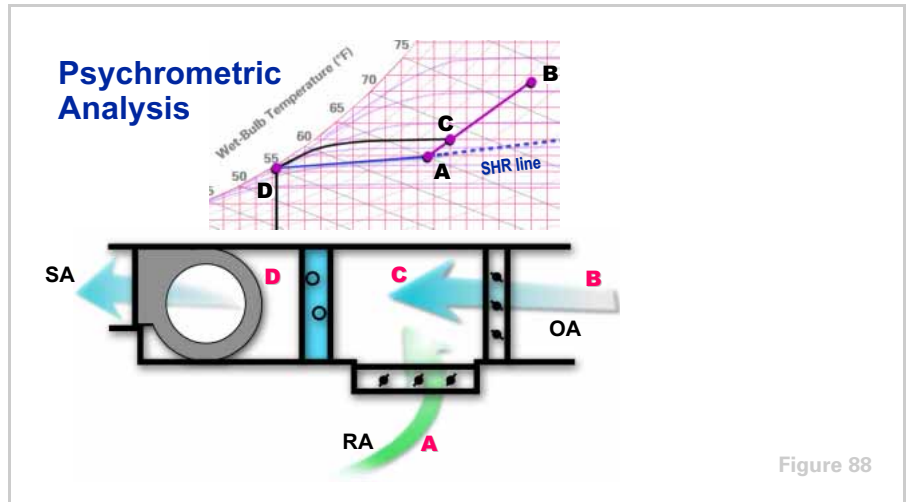 Psychrometric
Analysis
Wet-Bulb Temperature (°F)
75
70
65
60
55
50
B
C
A
SHR line
D
SA
D
C
B
OA
RA
A
Figure 88